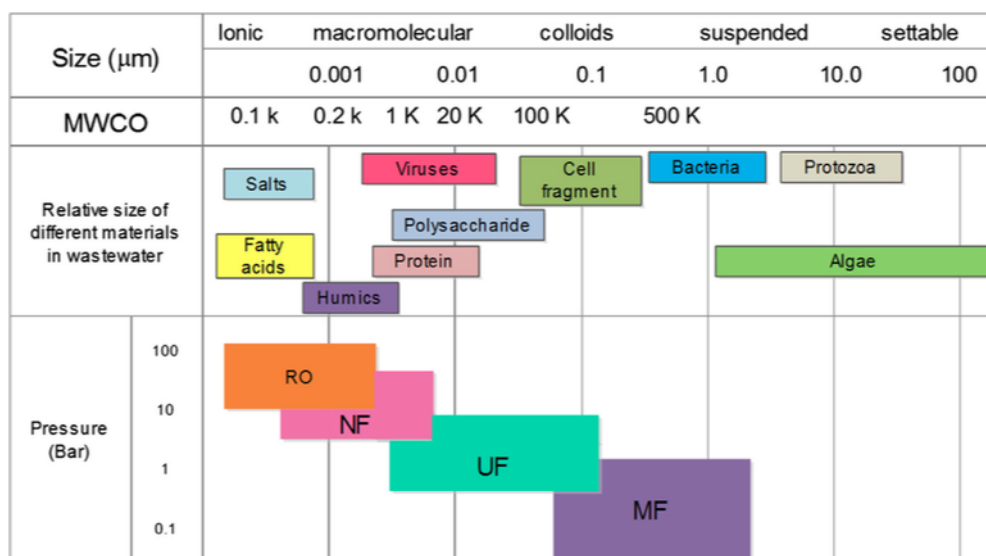 Ionic macromolecular colloids suspended settable
Size (μm)
0.001 0.01 0.1 1.0 10.0 100
MWCO 0.1 k 0.2 k 1 K 20 K 100 K 500 K
Relative size of
different materials
in wastewater
Salts
Viruses
Cell
fragment
Bacteria
Protozoa
Polysaccharide
Fatty
acids
Protein
Algae
Humics
Pressure
(Bar)
100
10
1
0.1
RO
NF
UF
MF